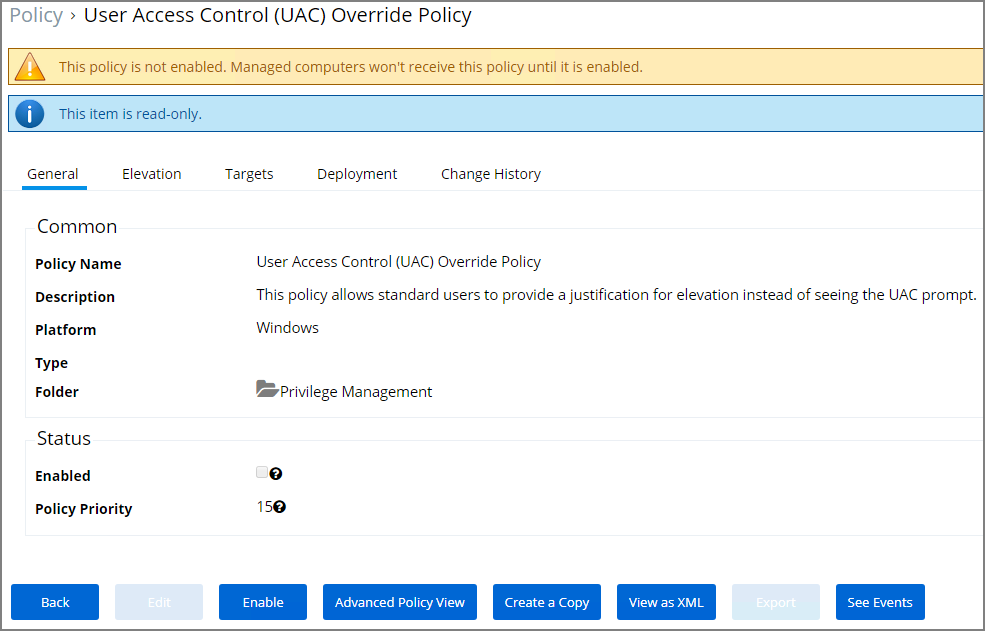 Policy › User Access Control (UAC) Override Policy
This policy is not enabled. Managed computers won't receive this policy until it is enabled.
This item is read-only.
General Elevation Targets Deployment Change History
Common
Policy Name User Access Control (UAC) Override Policy
Description This policy allows standard users to provide a justification for elevation instead of seeing the UAC prompt.
Platform Windows
Type
Folder Privilege Management
Status
Enabled
Policy Priority 15
Back Edit Enable Advanced Policy View Create a Copy View as XML Export See Events